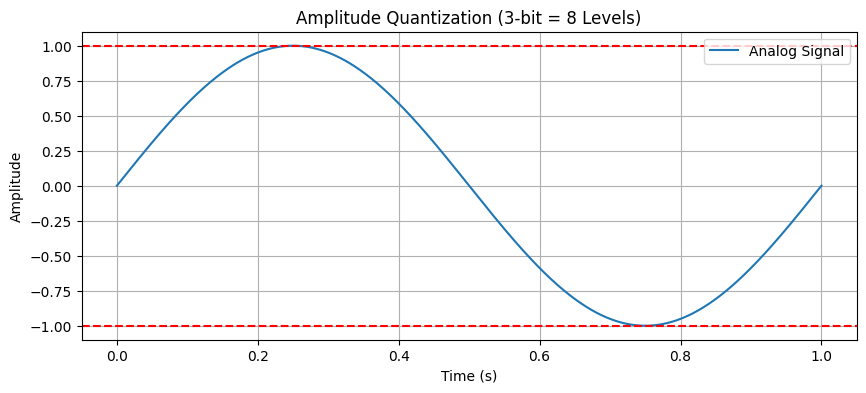 Amplitude Quantization (3-bit = 8 Levels)
Analog Signal
Amplitude
1.00
0.75
0.50
0.25
0.00
−0.25
−0.50
−0.75
−1.00
0.0 0.2 0.4 0.6 0.8 1.0
Time (s)